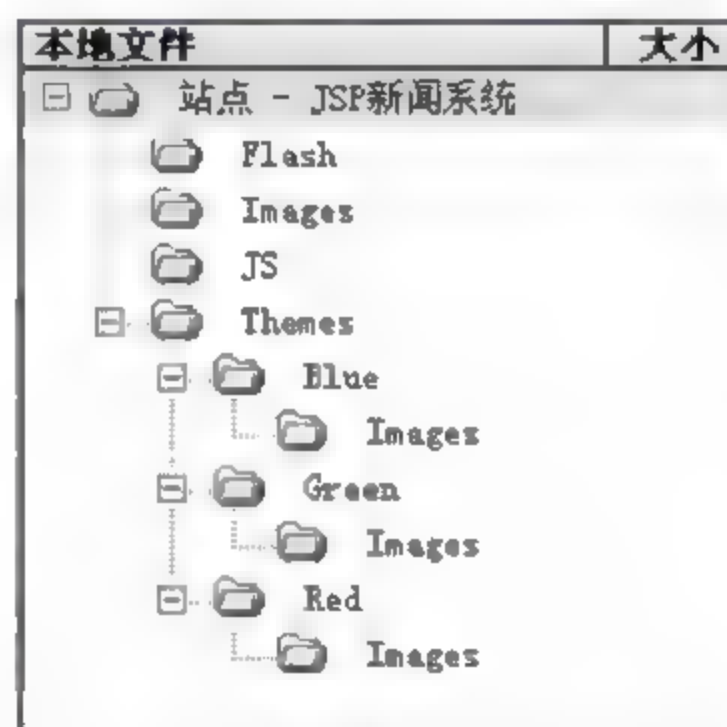 本地文件 大小
站点 - JSP新闻系统
Flash
Images
JS
Themes
Blue
Images
Green
Images
Red
Images